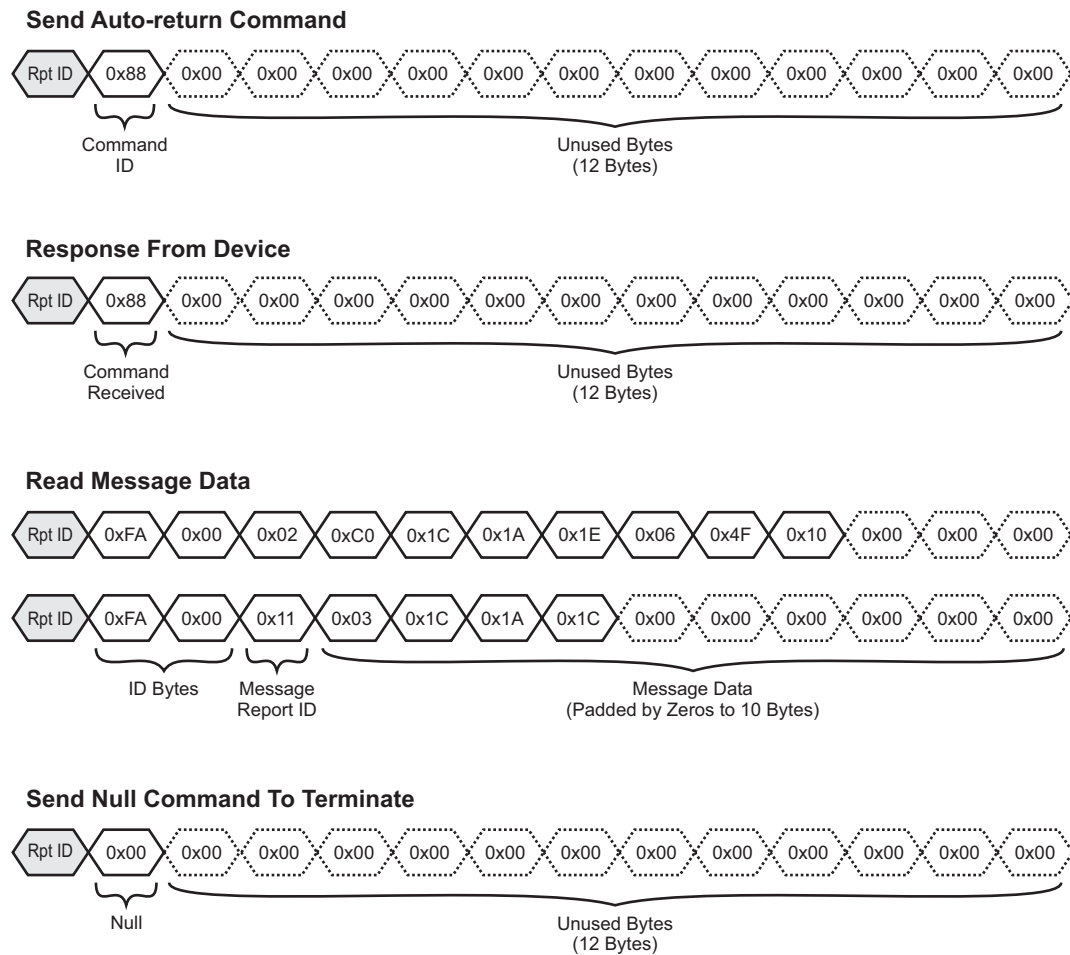 Send Auto-return Command
Rpt ID 0x88 0x00 0x00 0x00 0x00 0x00 0x00 0x00 0x00 0x00 0x00 0x00 0x00
Command
ID
Unused Bytes
(12 Bytes)
Response From Device
Rpt ID 0x88 0x00 0x00 0x00 0x00 0x00 0x00 0x00 0x00 0x00 0x00 0x00 0x00
Command
Received
Unused Bytes
(12 Bytes)
Read Message Data
Rpt ID 0xFA 0x00 0x02 0xC0 0x1C 0x1A 0x1E 0x06 0x4F 0x10 0x00 0x00 0x00
Rpt ID 0xFA 0x00 0x11 0x03 0x1C 0x1A 0x1C 0x00 0x00 0x00 0x00 0x00 0x00
ID Bytes
Message
Report ID
Message Data
(Padded by Zeros to 10 Bytes)
Send Null Command To Terminate
Rpt ID 0x00 0x00 0x00 0x00 0x00 0x00 0x00 0x00 0x00 0x00 0x00 0x00 0x00
Null
Unused Bytes
(12 Bytes)